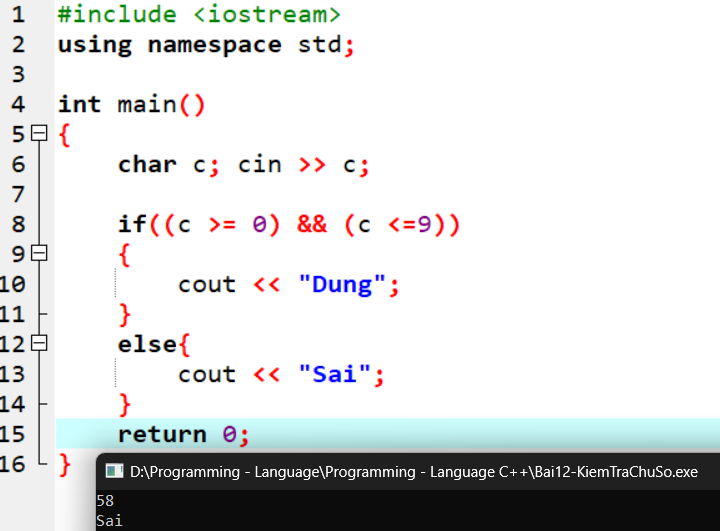 1 #include <iostream>
2 using namespace std;
3
4 int main()
5 {
6 char c; cin >> c;
7
8 if((c >= 0) && (c <=9))
9 {
10 cout << "Dung";
11 }
12 else{
13 cout << "Sai";
14 }
15 return 0;
16 }
D:\Programming - Language\Programming - Language C++\Bai12-KiemTraChuSo.exe
58
Sai